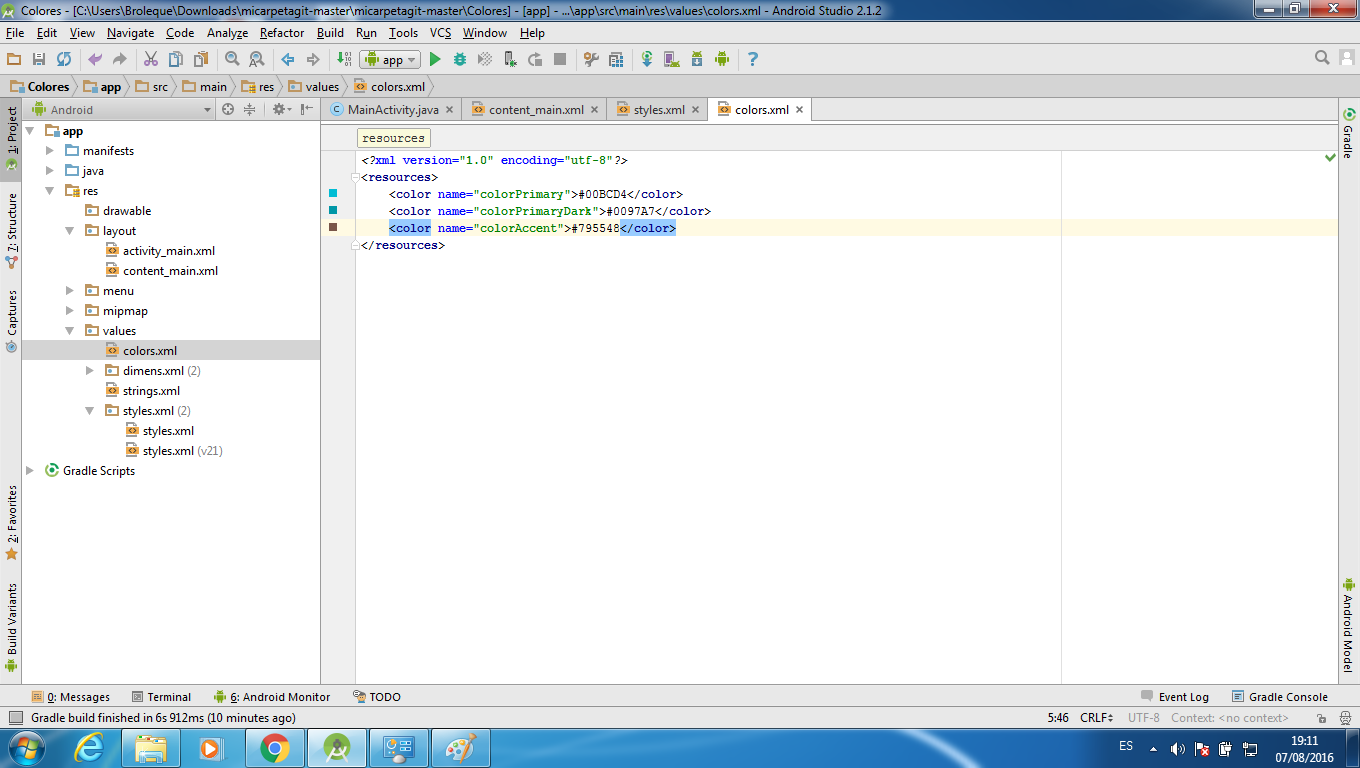 Colores - [C:\Users\Broleque\Downloads\micarpetagit-master\micarpetagit-master\Colores] - [app] - ...\app\src\main\res\values\colors.xml - Android Studio 2.1.2
File Edit View Navigate Code Analyze Refactor Build Run Tools VCS Window Help
app
Colores app src main res values colors.xml
Android
MainActivity.java content_main.xml styles.xml colors.xml
1: Project
7: Structure
Captures
2: Favorites
Build Variants
app
manifests
java
res
drawable
layout
activity_main.xml
content_main.xml
menu
mipmap
values
colors.xml
dimens.xml (2)
strings.xml
styles.xml (2)
styles.xml
styles.xml (v21)
Gradle Scripts
resources
<?xml version="1.0" encoding="utf-8"?>
<resources>
<color name="colorPrimary">#00BCD4</color>
<color name="colorPrimaryDark">#0097A7</color>
<color name="colorAccent">#795548</color>
</resources>
Gradle
Android Model
0: Messages Terminal 6: Android Monitor TODO Event Log Gradle Console
Gradle build finished in 6s 912ms (10 minutes ago) 5:46 CRLF UTF-8 Context: <no context>
ES 19:11
07/08/2016